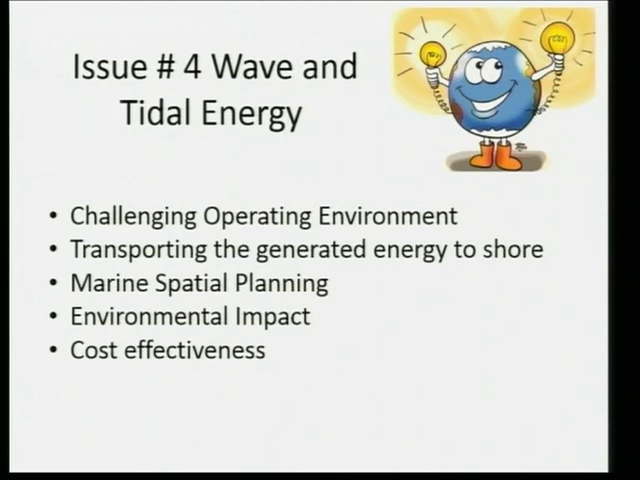 Issue # 4 Wave and
Tidal Energy
• Challenging Operating Environment
• Transporting the generated energy to shore
• Marine Spatial Planning
• Environmental Impact
• Cost effectiveness